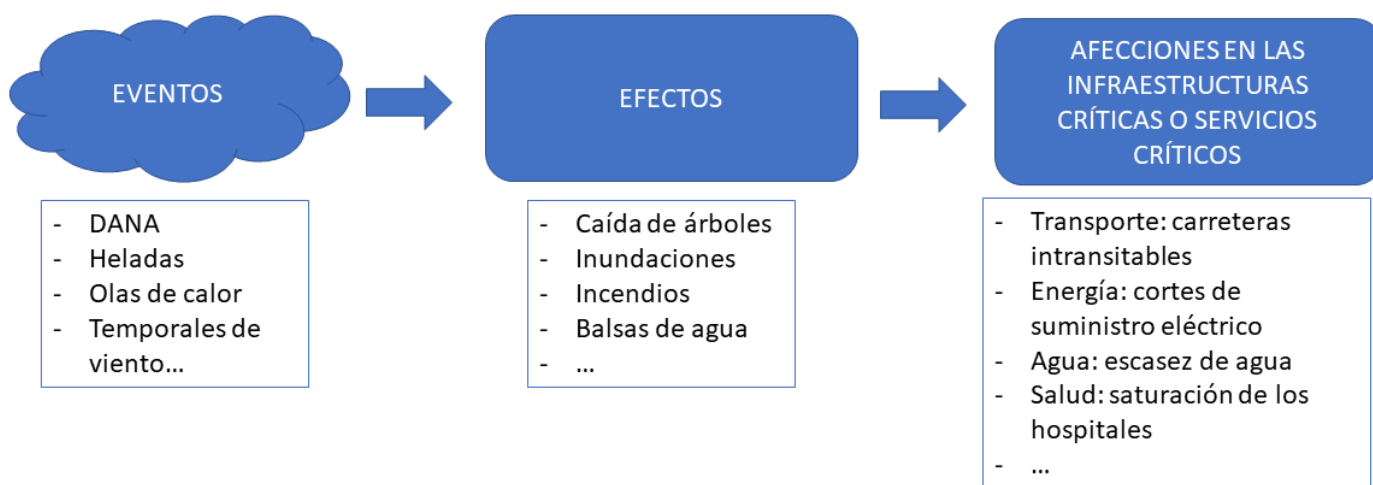 EVENTOS
- DANA
- Heladas
- Olas de calor
- Temporales de
viento...
EFECTOS
- Caída de árboles
- Inundaciones
- Incendios
- Balsas de agua
- ...
AFECCIONES EN LAS
INFRAESTRUCTURAS
CRÍTICAS O SERVICIOS
CRÍTICOS
- Transporte: carreteras
intransitables
- Energía: cortes de
suministro eléctrico
- Agua: escasez de agua
- Salud: saturación de los
hospitales
- ...